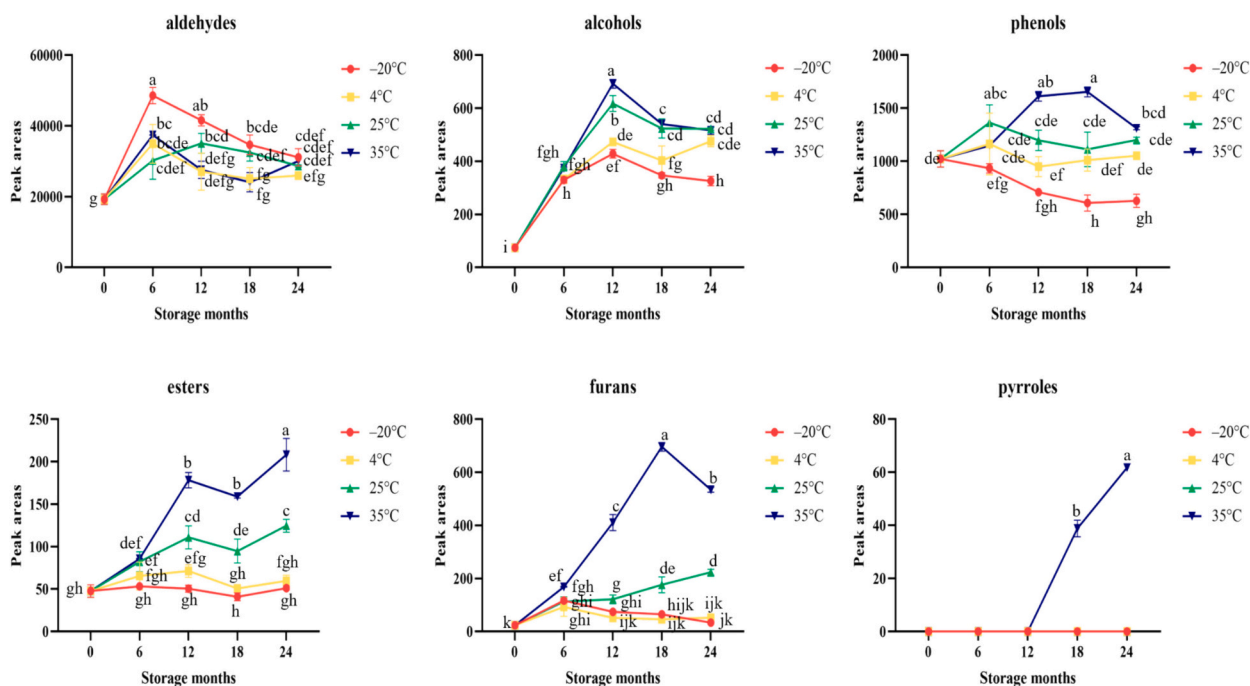 aldehydes
60000
40000
20000
0
Peak areas
0 6 12 18 24
Storage months
−20°C
4°C
25°C
35°C
g
a
bc
bcde
cdef
ab
bcd
defg
defg
bcde
cdef
fg
fg
cdef
cdef
cdef
efg
alcohols
800
600
400
200
0
Peak areas
0 6 12 18 24
Storage months
−20°C
4°C
25°C
35°C
i
fgh
fgh
h
a
b
de
ef
c
cd
fg
gh
cd
cd
cde
h
phenols
2000
1500
1000
500
0
Peak areas
0 6 12 18 24
Storage months
−20°C
4°C
25°C
35°C
de
abc
cde
cde
efg
ab
cde
ef
fgh
a
cde
def
h
bcd
cde
de
gh
esters
250
200
150
100
50
0
Peak areas
0 6 12 18 24
Storage months
−20°C
4°C
25°C
35°C
gh
def
ef
fgh
gh
b
cd
efg
gh
b
de
gh
h
a
c
fgh
gh
furans
800
600
400
200
0
Peak areas
0 6 12 18 24
Storage months
−20°C
4°C
25°C
35°C
k
ef
fgh
ghi
ghi
c
g
ghi
ijk
a
de
hijk
ijk
b
d
ijk
jk
pyrroles
80
60
40
20
0
Peak areas
0 6 12 18 24
Storage months
−20°C
4°C
25°C
35°C
b
a